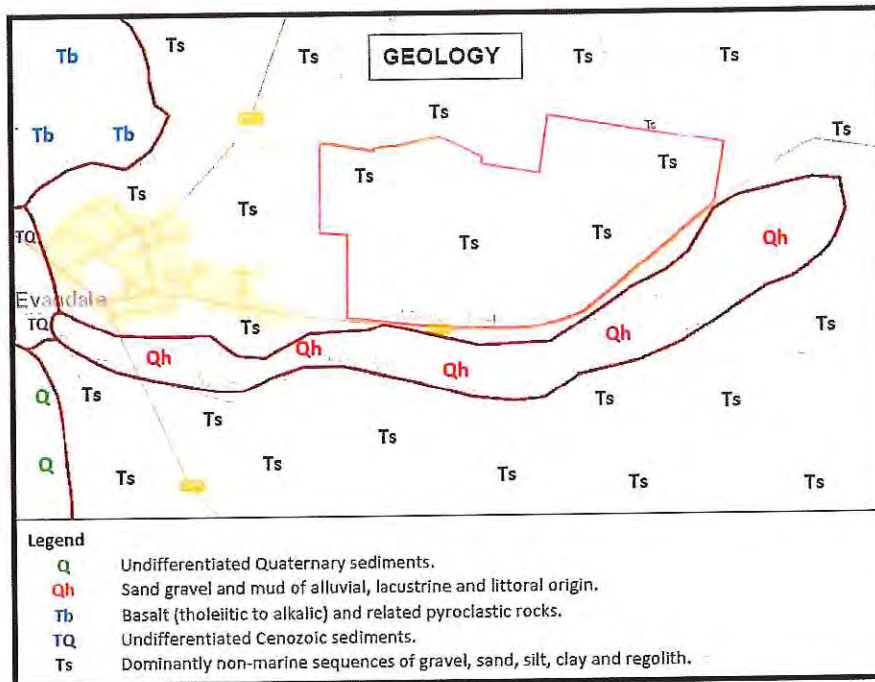 GEOLOGY
Tb
Ts
Ts
Ts
Ts
Ts
Tb
Tb
Ts
Ts
Ts
Ts
Ts
Ts
TQ
Ts
Ts
Qh
Evandale
TQ
Ts
Qh
Qh
Qh
Qh
Ts
Q
Ts
Ts
Ts
Ts
Ts
Q
Ts
Ts
Ts
Ts
Ts
Legend
Q Undifferentiated Quaternary sediments.
Qh Sand gravel and mud of alluvial, lacustrine and littoral origin.
Tb Basalt (tholeiitic to alkalic) and related pyroclastic rocks.
TQ Undifferentiated Cenozoic sediments.
Ts Dominantly non-marine sequences of gravel, sand, silt, clay and regolith.